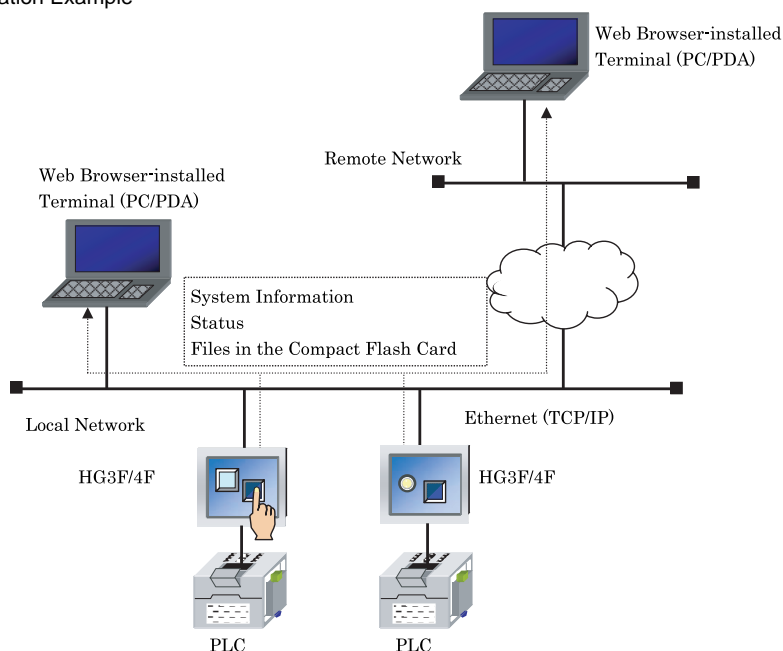 ation Example
Web Browser-installed
Terminal (PC/PDA)
Remote Network
Web Browser-installed
Terminal (PC/PDA)
System Information
Status
Files in the Compact Flash Card
Local Network
Ethernet (TCP/IP)
HG3F/4F
HG3F/4F
PLC
PLC